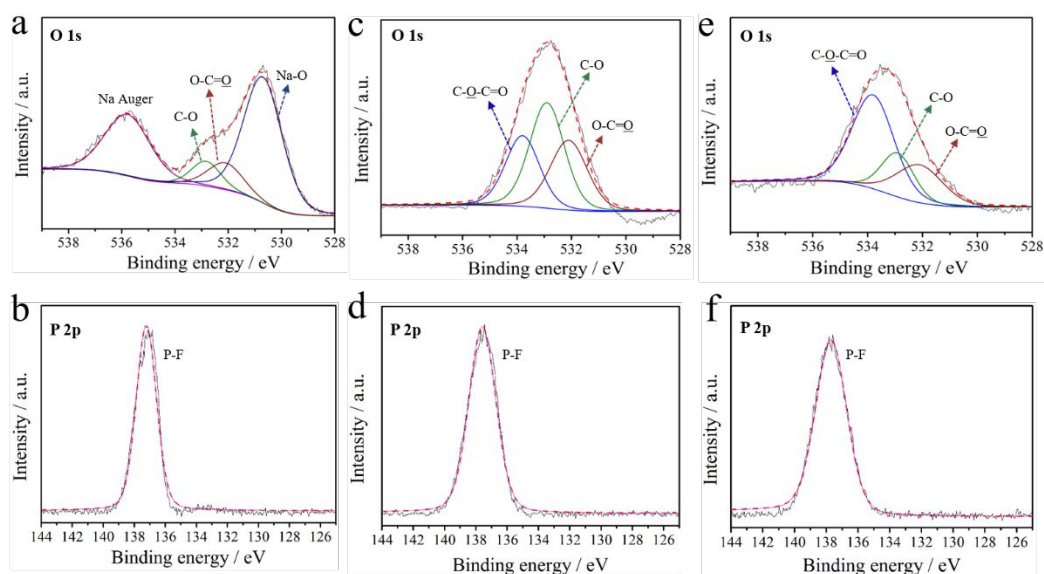 a
O 1s
Na Auger
C-O
O-C=O
Na-O
Intensity / a.u.
538 536 534 532 530 528
Binding energy / eV
c
O 1s
C-O-C=O
C-O
O-C=O
Intensity / a.u.
538 536 534 532 530 528
Binding energy / eV
e
O 1s
C-O-C=O
C-O
O-C=O
Intensity / a.u.
538 536 534 532 530 528
Binding energy / eV
b
P 2p
P-F
Intensity / a.u.
144 142 140 138 136 134 132 130 128 126
Binding energy / eV
d
P 2p
P-F
Intensity / a.u.
144 142 140 138 136 134 132 130 128 126
Binding energy / eV
f
P 2p
P-F
Intensity / a.u.
144 142 140 138 136 134 132 130 128 126
Binding energy / eV